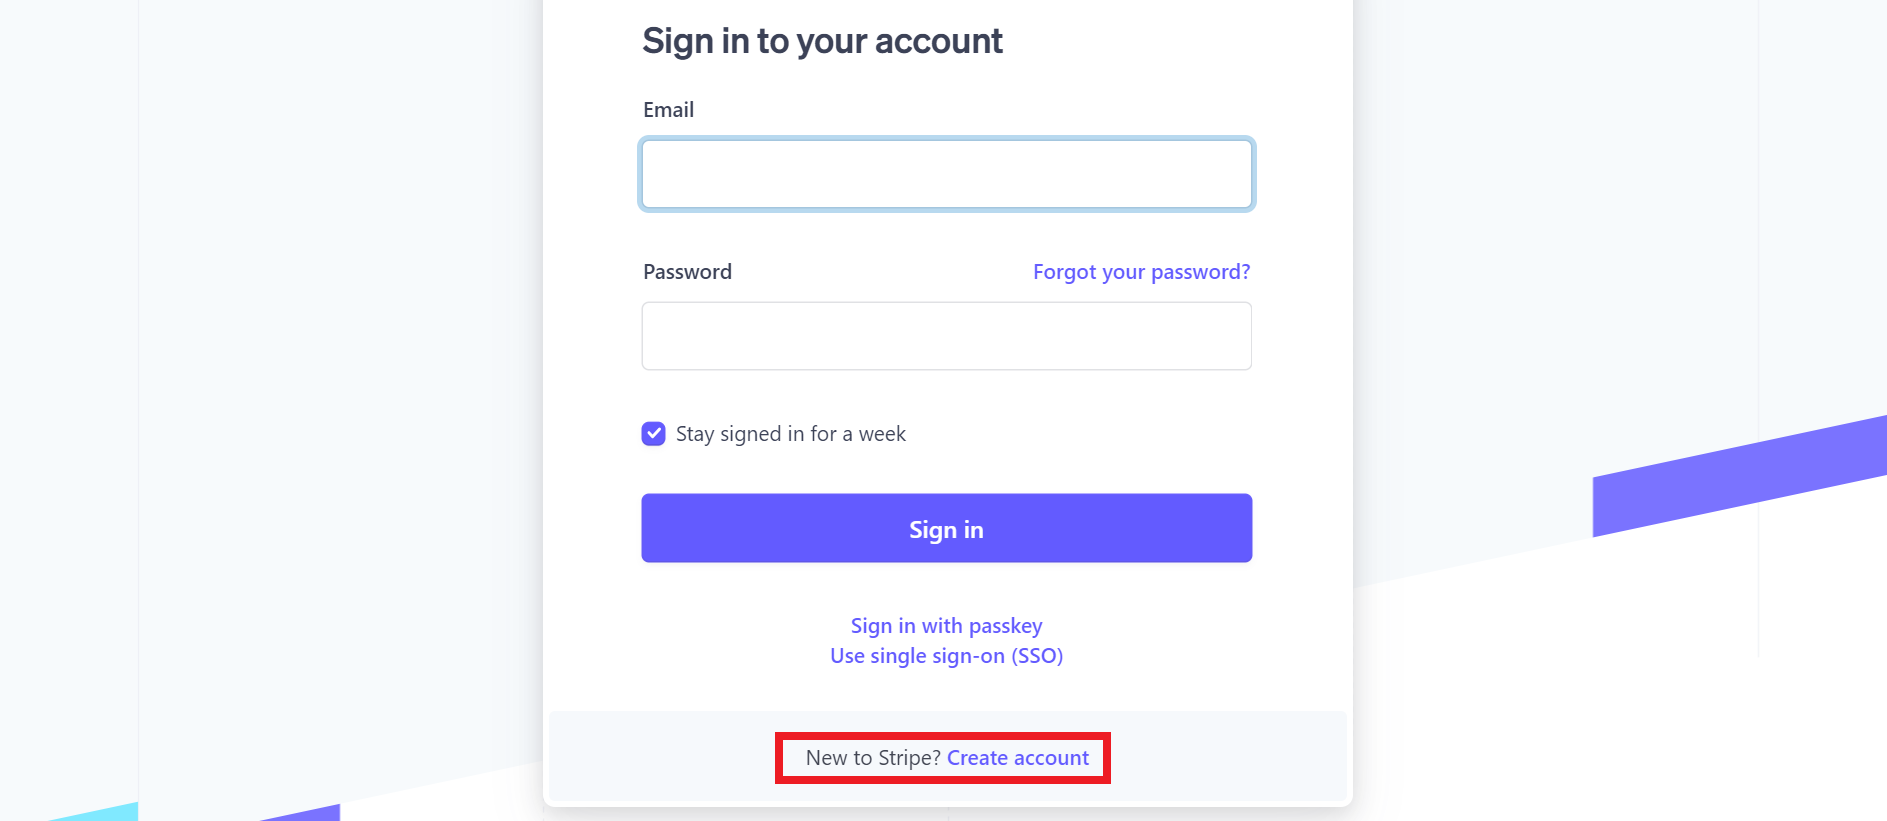 Sign in to your account
Email
Password
Forgot your password?
Stay signed in for a week
Sign in
Sign in with passkey
Use single sign-on (SSO)
New to Stripe? Create account